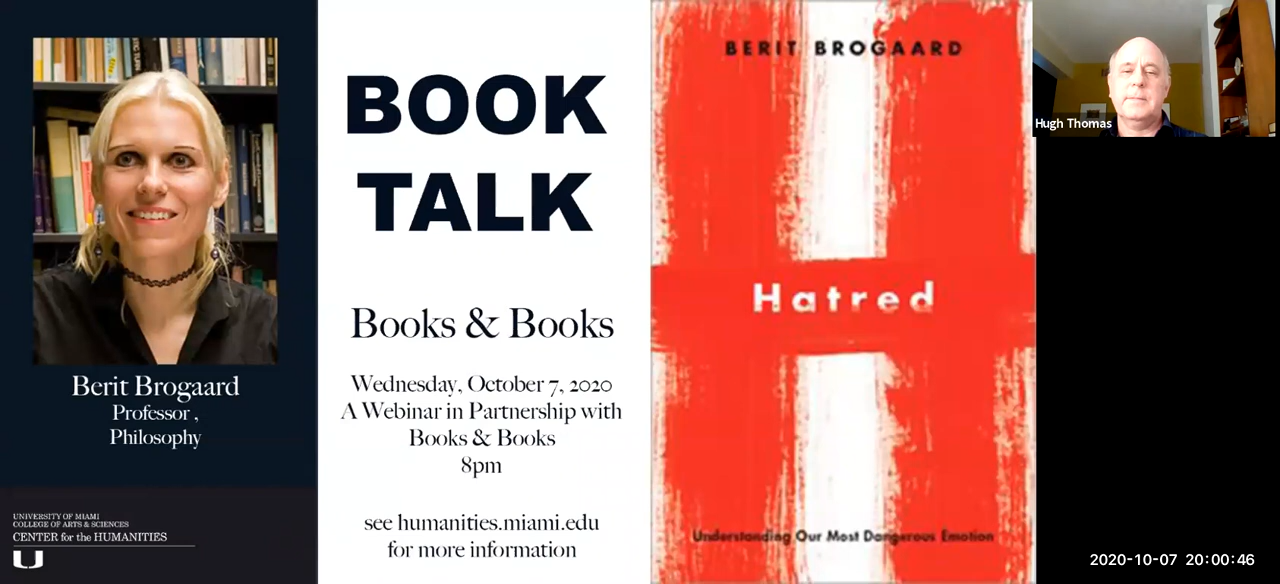 Berit Brogaard
Professor ,
Philosophy
UNIVERSITY OF MIAMI
COLLEGE OF ARTS & SCIENCES
CENTER for the HUMANITIES
U
BOOK
TALK
Books & Books
Wednesday, October 7, 2020
A Webinar in Partnership with
Books & Books
8pm
see humanities.miami.edu
for more information
BERIT BROGAARD
Hatred
Understanding Our Most Dangerous Emotion
Hugh Thomas
2020-10-07 20:00:46